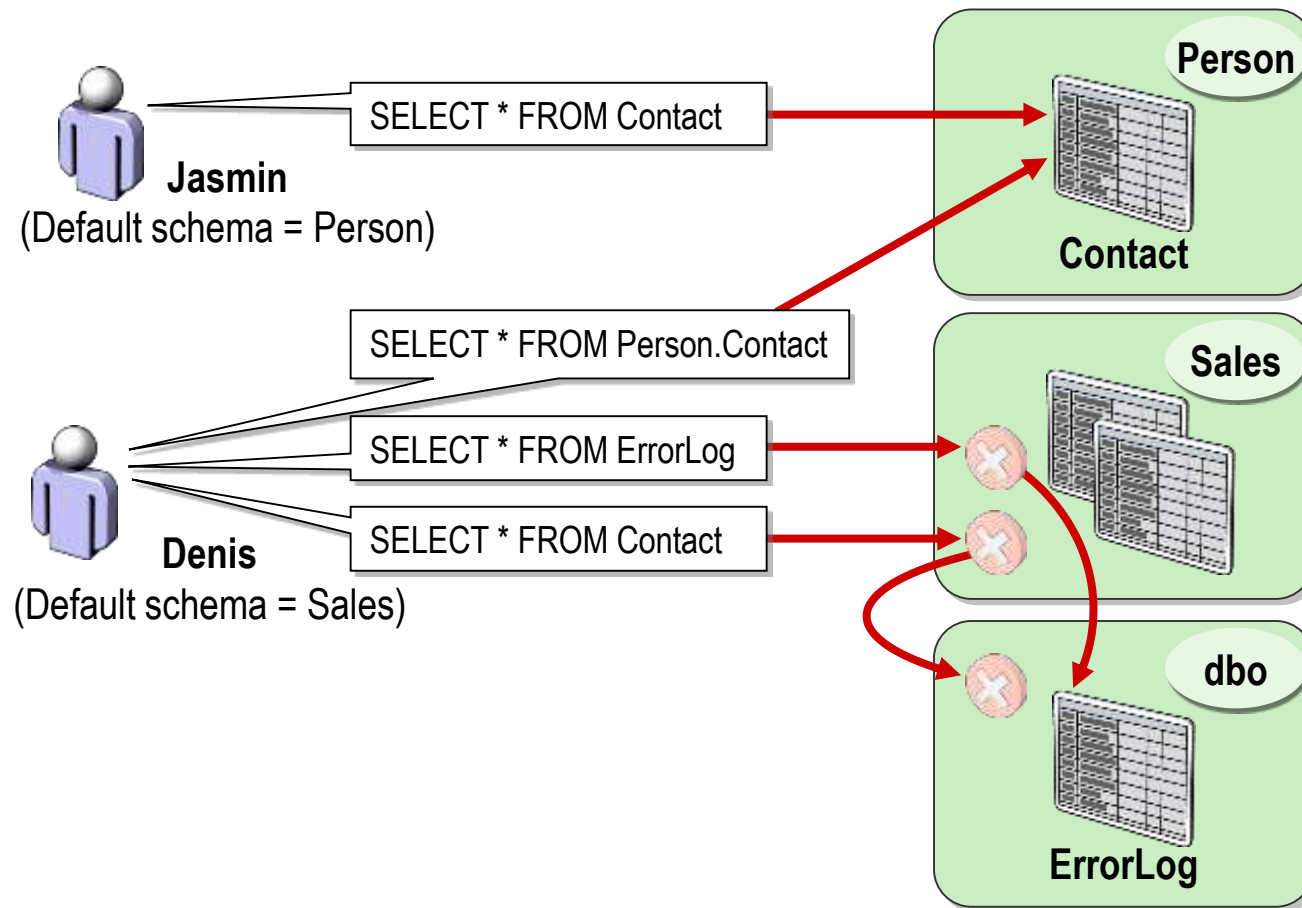 Person
SELECT * FROM Contact
Jasmin
(Default schema = Person)
Contact
SELECT * FROM Person.Contact
Sales
SELECT * FROM ErrorLog
SELECT * FROM Contact
Denis
(Default schema = Sales)
dbo
ErrorLog